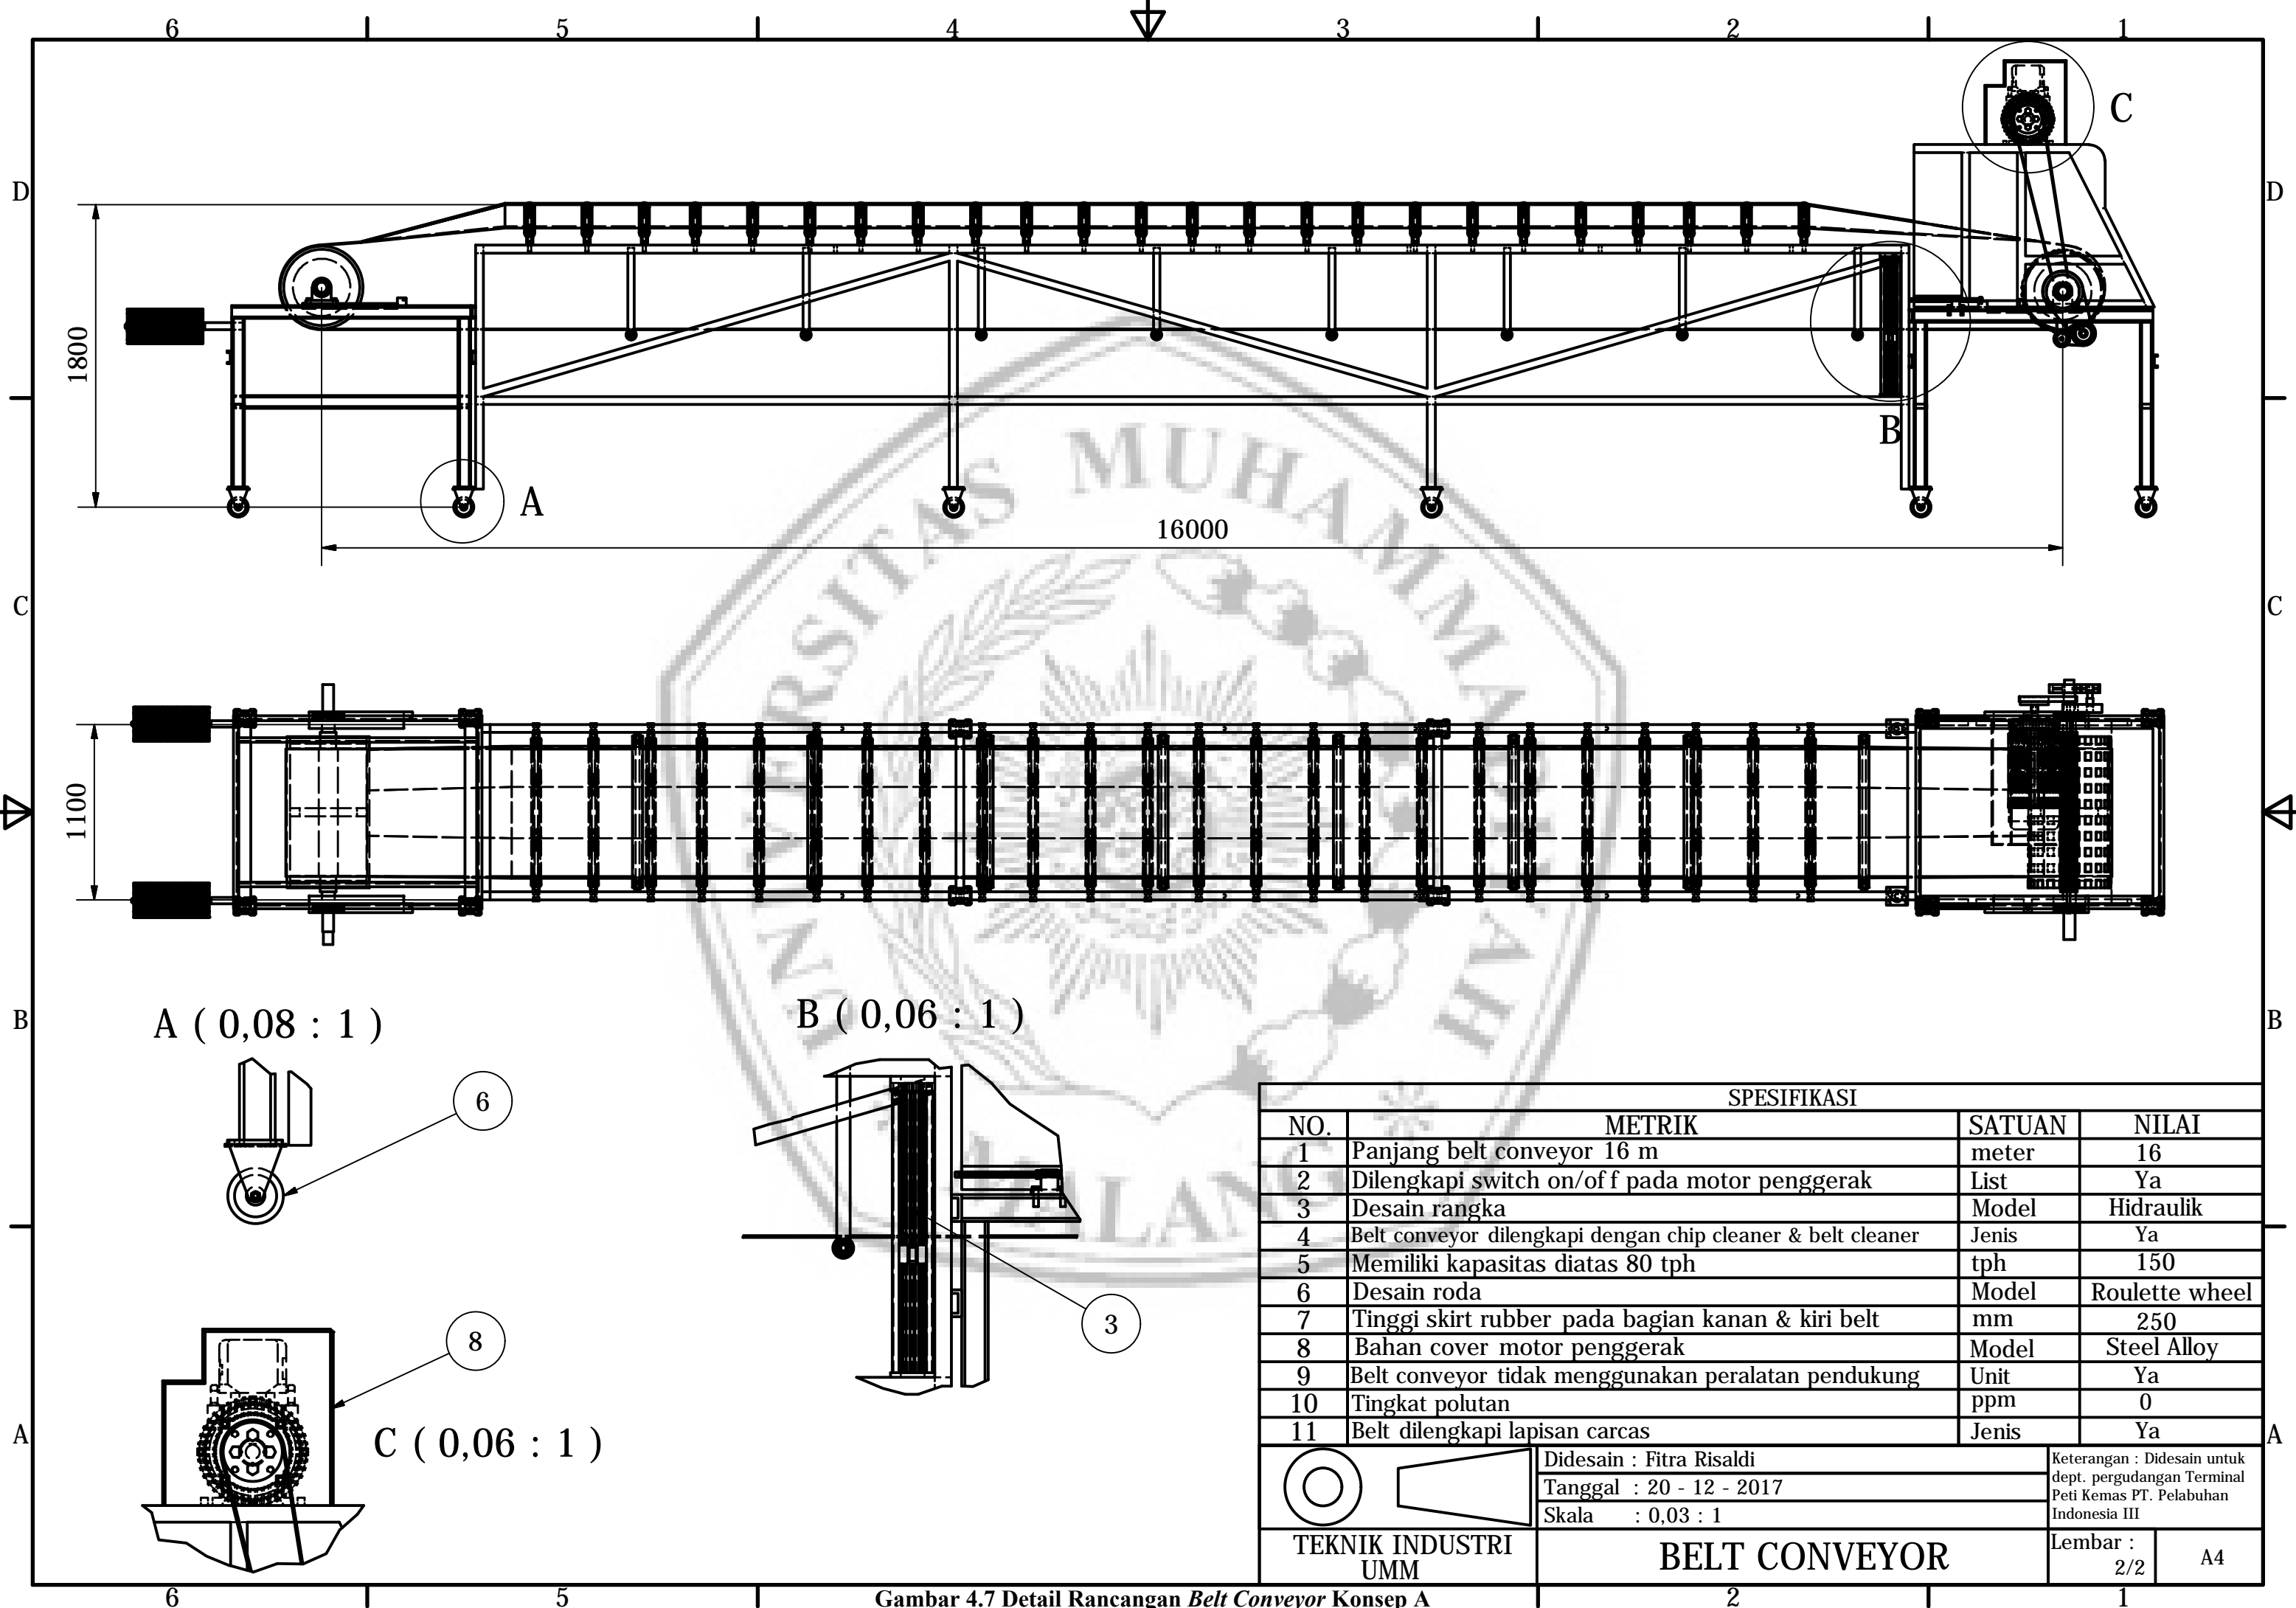 6 5 4 3 2 1
C
D D
1800
B
A
16000
C C
1100
A ( 0,08 : 1 )
B ( 0,06 : 1 )
B B
6
3
8
C ( 0,06 : 1 )
A A
UNIVERSITAS MUHAMMADIYAH
MALANG
SPESIFIKASI
NO. METRIK SATUAN NILAI
1 Panjang belt conveyor 16 m meter 16
2 Dilengkapi switch on/off pada motor penggerak List Ya
3 Desain rangka Model Hidraulik
4 Belt conveyor dilengkapi dengan chip cleaner & belt cleaner Jenis Ya
5 Memiliki kapasitas diatas 80 tph tph 150
6 Desain roda Model Roulette wheel
7 Tinggi skirt rubber pada bagian kanan & kiri belt mm 250
8 Bahan cover motor penggerak Model Steel Alloy
9 Belt conveyor tidak menggunakan peralatan pendukung Unit Ya
10 Tingkat polutan ppm 0
11 Belt dilengkapi lapisan carcas Jenis Ya
Didesain : Fitra Risaldi
Tanggal : 20 - 12 - 2017
Skala : 0,03 : 1
Keterangan : Didesain untuk
dept. pergudangan Terminal
Peti Kemas PT. Pelabuhan
Indonesia III
TEKNIK INDUSTRI
UMM
BELT CONVEYOR
Lembar :
2/2
A4
6 5 2 1
Gambar 4.7 Detail Rancangan Belt Conveyor Konsep A